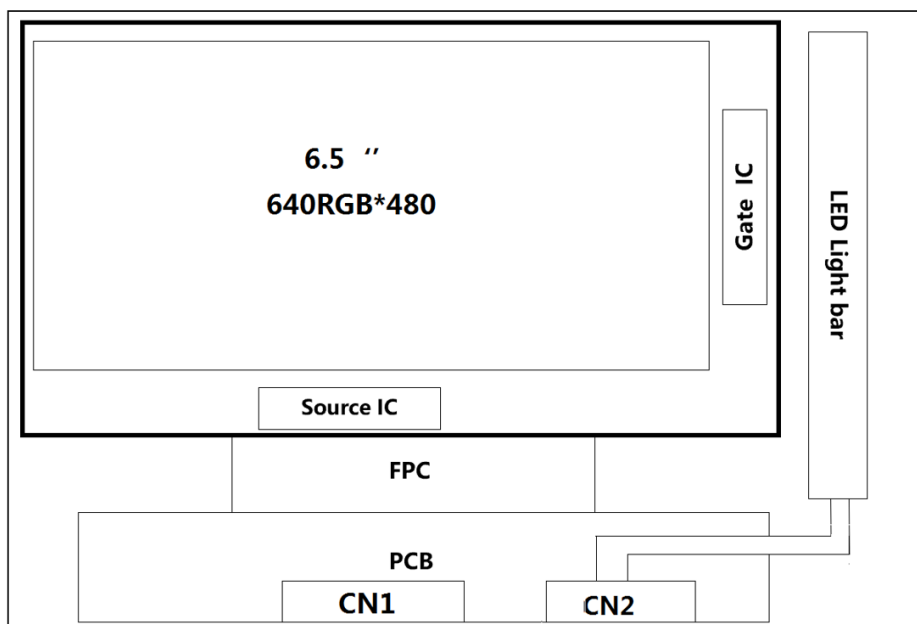 6.5 ‘’
640RGB*480
Gate IC
LED Light bar
Source IC
FPC
PCB
CN1
CN2